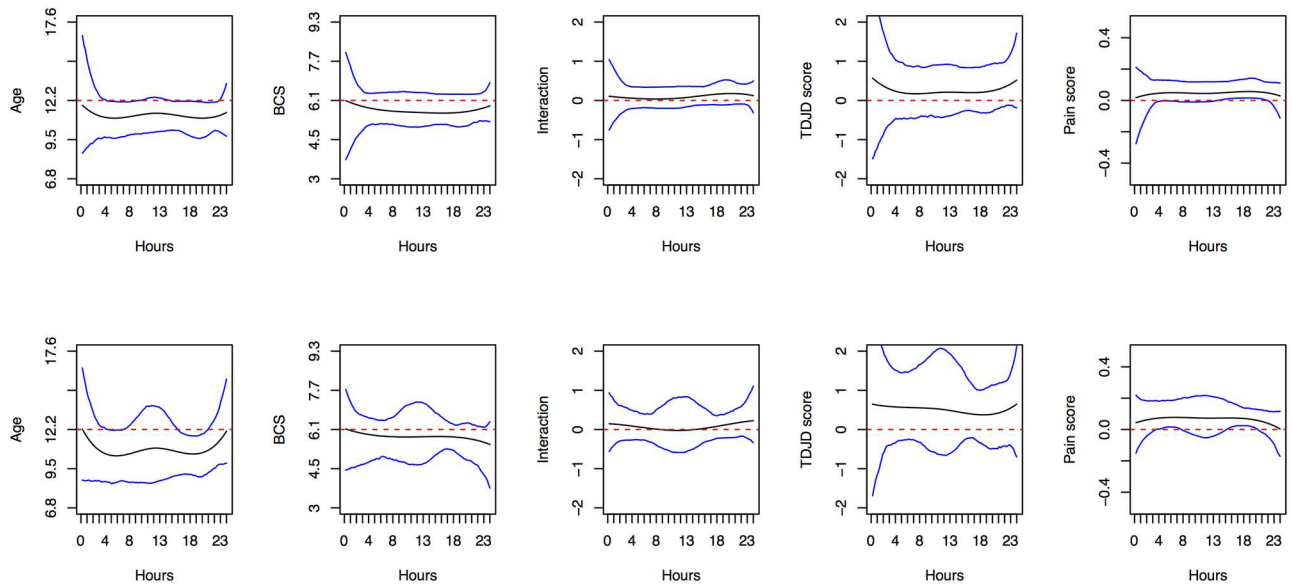 Age
17.6
12.2
9.5
6.8
0 4 8 13 18 23
Hours
BCS
9.3
7.7
6.1
4.5
3
0 4 8 13 18 23
Hours
Interaction
2
1
0
−1
−2
0 4 8 13 18 23
Hours
TDJD score
2
1
0
−1
−2
0 4 8 13 18 23
Hours
Pain score
0.4
0.0
−0.4
0 4 8 13 18 23
Hours
Age
17.6
12.2
9.5
6.8
0 4 8 13 18 23
Hours
BCS
9.3
7.7
6.1
4.5
3
0 4 8 13 18 23
Hours
Interaction
2
1
0
−1
−2
0 4 8 13 18 23
Hours
TDJD score
2
1
0
−1
−2
0 4 8 13 18 23
Hours
Pain score
0.4
0.0
−0.4
0 4 8 13 18 23
Hours